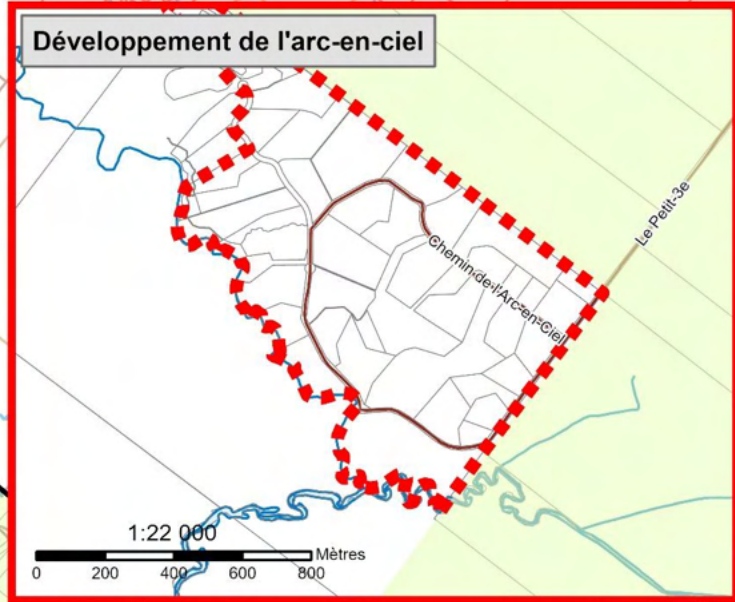 Développement de l'arc-en-ciel
Le Petit-3e
Chemin de l'Arc-en-Ciel
1:22 000
Mètres
0 200 400 600 800